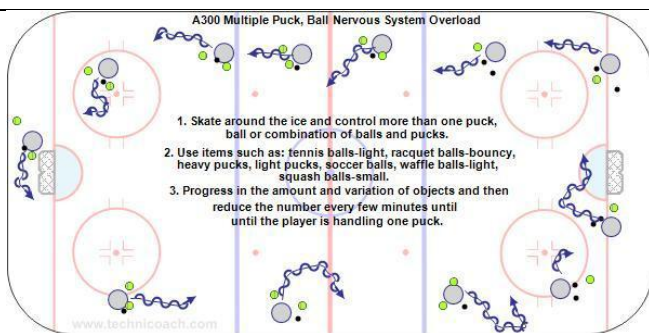 A300 Multiple Puck, Ball Nervous System Overload
1. Skate around the ice and control more than one puck,
ball or combination of balls and pucks.
2. Use items such as: tennis balls-light, racquet balls-bouncy,
heavy pucks, light pucks, soccer balls, waffle balls-light,
squash balls-small.
3. Progress in the amount and variation of objects and then
reduce the number every few minutes until
until the player is handling one puck.
www.technicoach.com